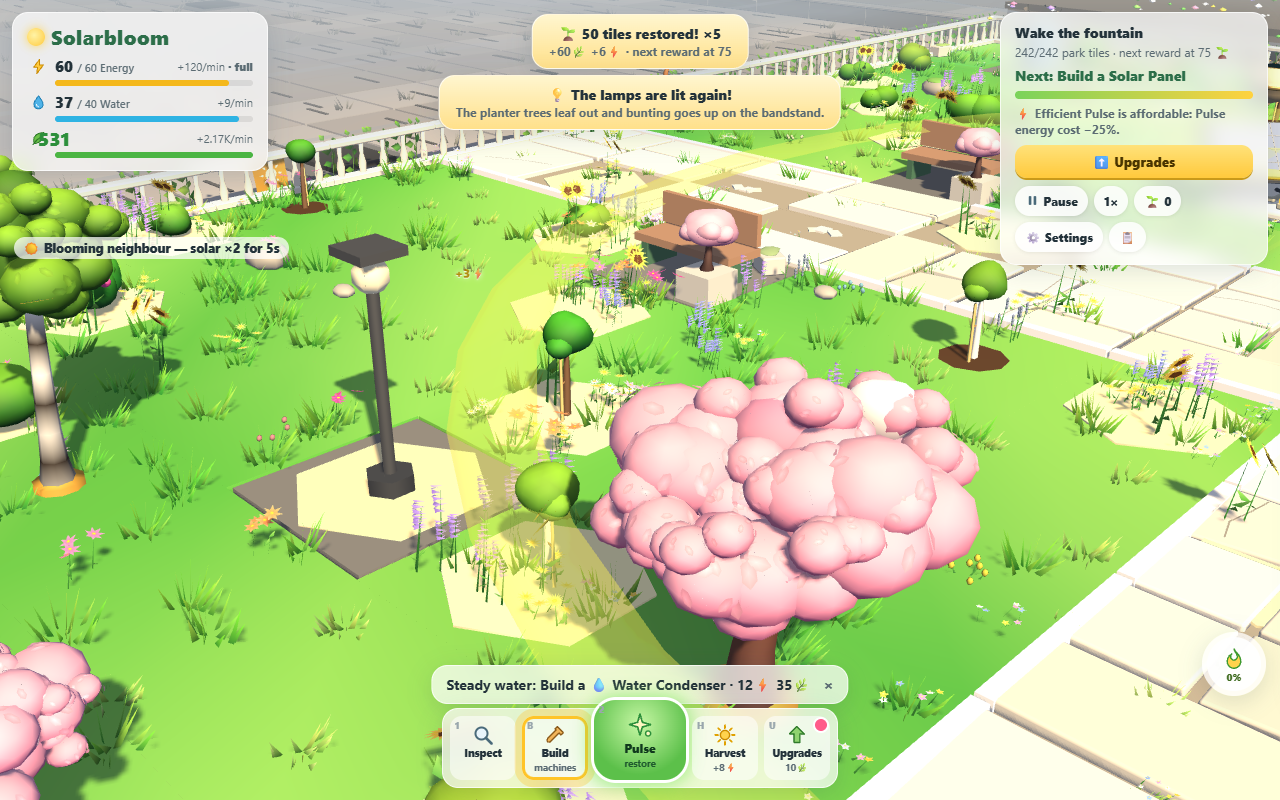 Solarbloom
60 / 60 Energy +120/min · full
37 / 40 Water +9/min
531 +2.17K/min
Blooming neighbour — solar ×2 for 5s
50 tiles restored! ×5
+60 +6 · next reward at 75
The lamps are lit again!
The planter trees leaf out and bunting goes up on the bandstand.
+3
Wake the fountain
242/242 park tiles · next reward at 75
Next: Build a Solar Panel
Efficient Pulse is affordable: Pulse
energy cost −25%.
Upgrades
Pause 1× 0
Settings
0%
Steady water: Build a Water Condenser · 12 35 ×
1 Inspect
B Build
machines
Pulse
restore
H Harvest
+8
U Upgrades
10